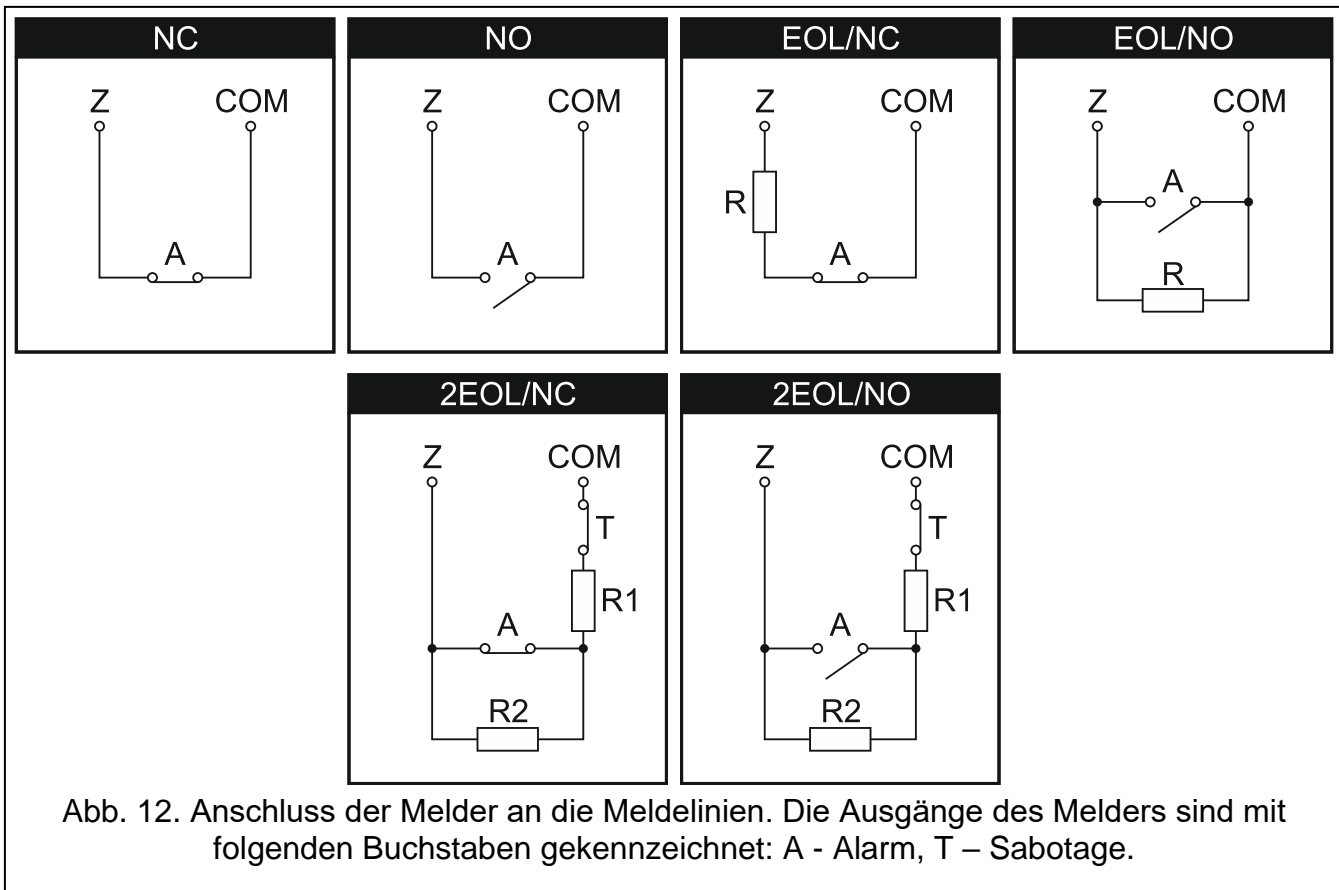 NC NO EOL/NC EOL/NO
Z COM Z COM Z COM Z COM
A
R
A A A
R
2EOL/NC 2EOL/NO
Z COM Z COM
T T
R1 R1
A A
R2 R2
Abb. 12. Anschluss der Melder an die Meldelinien. Die Ausgänge des Melders sind mit
folgenden Buchstaben gekennzeichnet: A - Alarm, T – Sabotage.